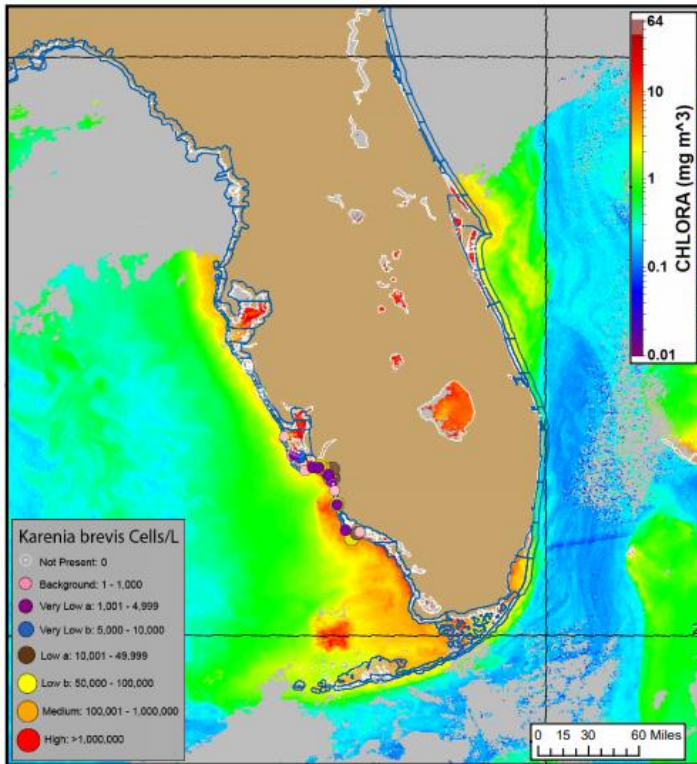 64
10
1
0.1
0.01
CHLORA (mg m^3)
Karenia brevis Cells/L
Not Present: 0
Background: 1 - 1,000
Very Low a: 1,001 - 4,999
Very Low b: 5,000 - 10,000
Low a: 10,001 - 49,999
Low b: 50,000 - 100,000
Medium: 100,001 - 1,000,000
High: >1,000,000
0 15 30 60 Miles